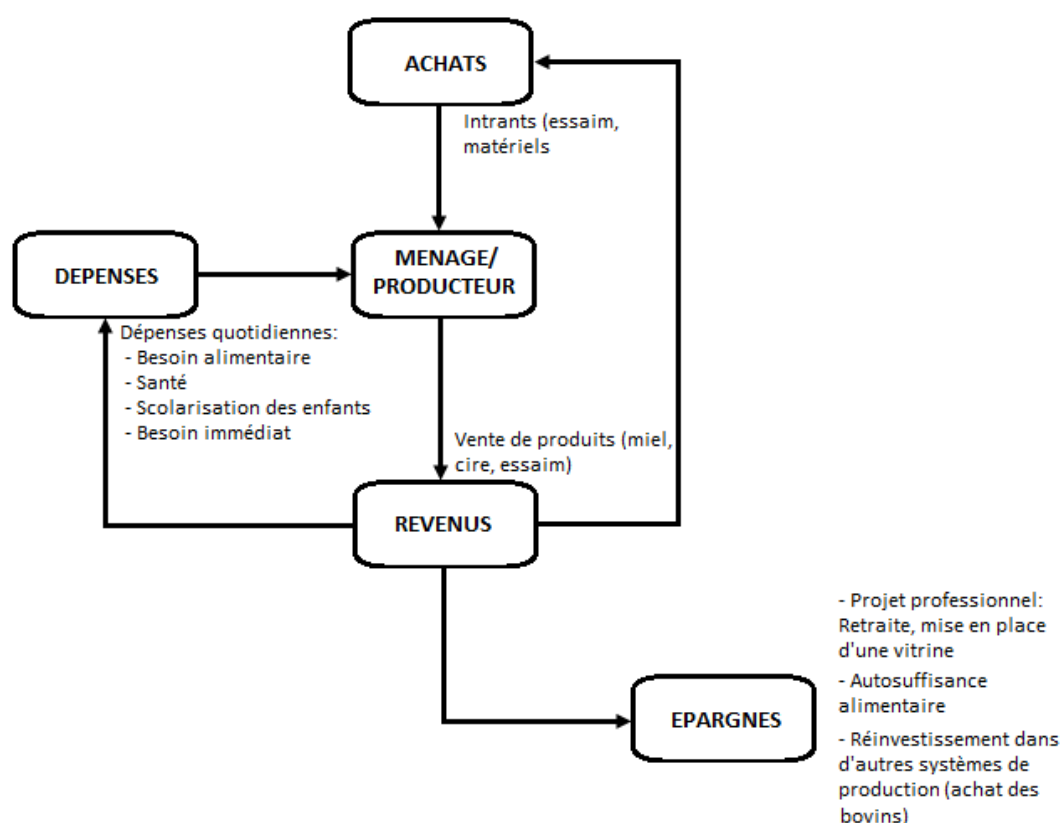 ACHATS
Intrants (essaim,
matériels
MENAGE/
PRODUCTEUR
DEPENSES
Dépenses quotidiennes:
- Besoin alimentaire
- Santé
- Scolarisation des enfants
- Besoin immédiat
Vente de produits (miel,
cire, essaim)
REVENUS
EPARGNES
- Projet professionnel:
Retraite, mise en place
d'une vitrine
- Autosuffisance
alimentaire
- Réinvestissement dans
d'autres systèmes de
production (achat des
bovins)